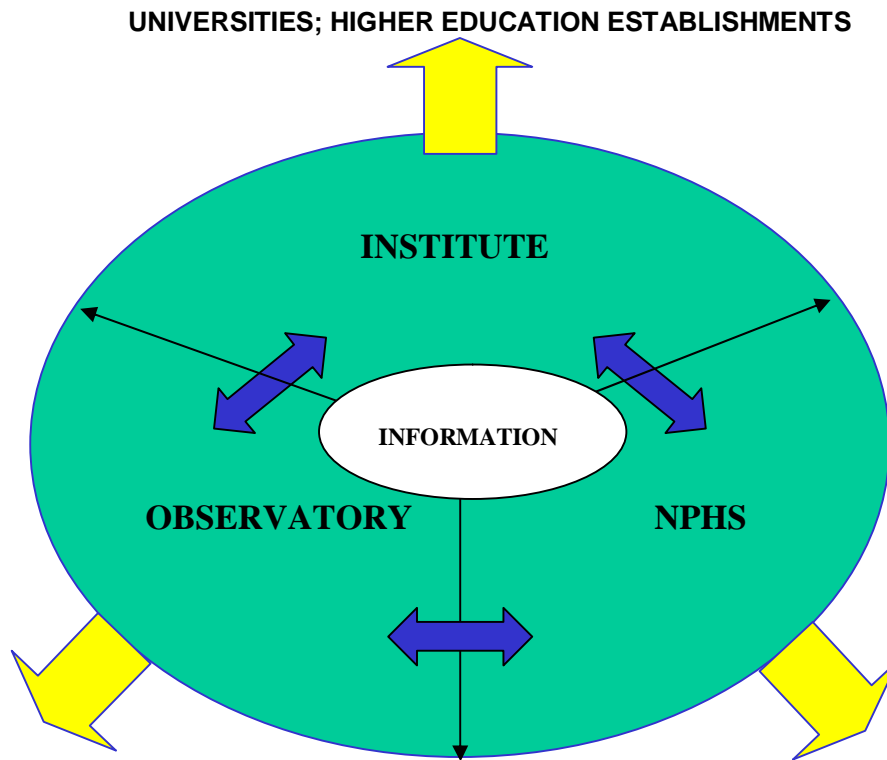 UNIVERSITIES; HIGHER EDUCATION ESTABLISHMENTS
INSTITUTE
INFORMATION
OBSERVATORY
NPHS